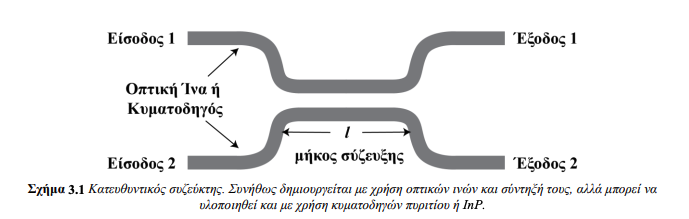 Είσοδος 1
Έξοδος 1
Οπτική Ίνα ή
Κυματοδηγός
l
μήκος σύζευξης
Είσοδος 2
Έξοδος 2
Σχήμα 3.1 Κατευθυντικός συζεύκτης. Συνήθως δημιουργείται με χρήση οπτικών ινών και σύντηξή τους, αλλά μπορεί να
υλοποιηθεί και με χρήση κυματοδηγών πυριτίου ή InP.